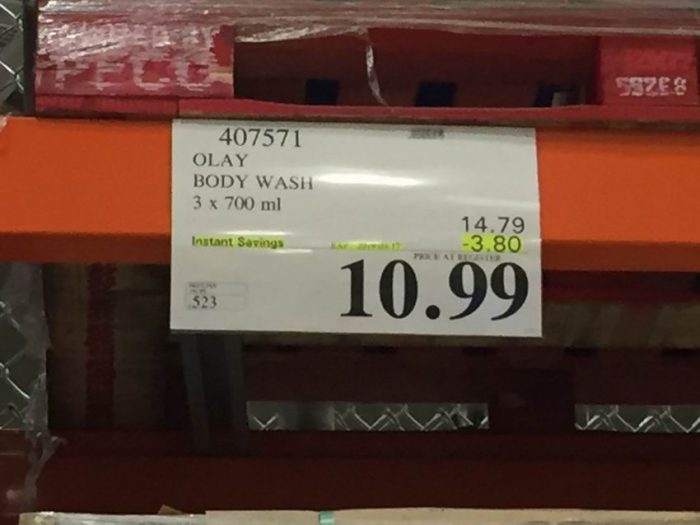 407571
OLAY
BODY WASH
3 x 700 ml
14.79
Instant Savings
-3.80
PRICE AT REGISTER
10.99
523